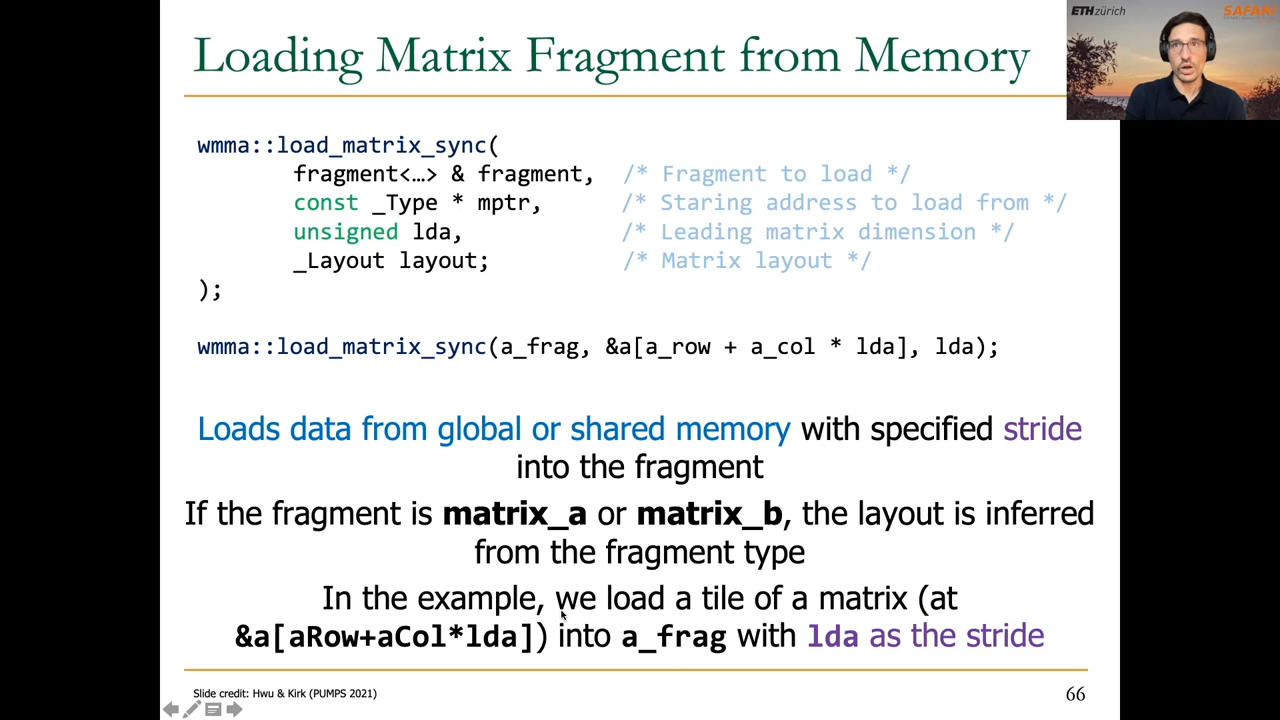 Loading Matrix Fragment from Memory
ETHzürich
SAFARI
wmma::load_matrix_sync(
fragment<…> & fragment, /* Fragment to load */
const _Type * mptr, /* Staring address to load from */
unsigned lda, /* Leading matrix dimension */
_Layout layout; /* Matrix layout */
);
wmma::load_matrix_sync(a_frag, &a[a_row + a_col * lda], lda);
Loads data from global or shared memory with specified stride
into the fragment
If the fragment is matrix_a or matrix_b, the layout is inferred
from the fragment type
In the example, we load a tile of a matrix (at
&a[aRow+aCol*lda]) into a_frag with lda as the stride
Slide credit: Hwu & Kirk (PUMPS 2021)
66